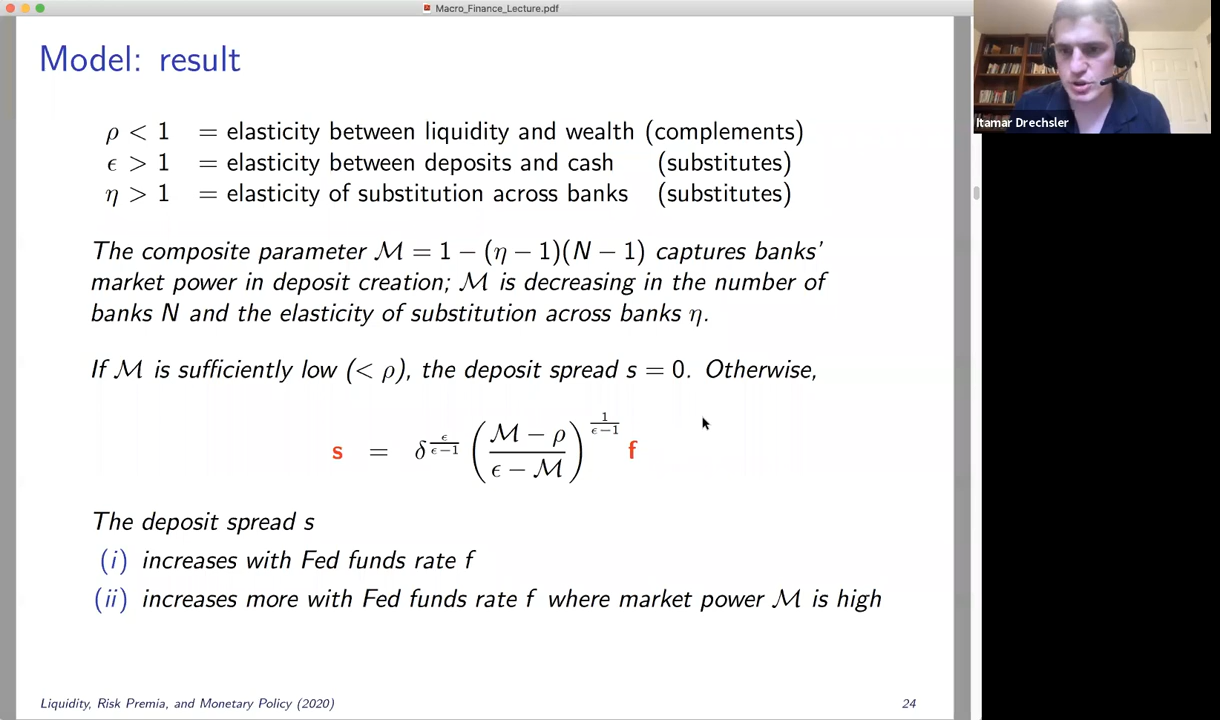 Macro_Finance_Lecture.pdf
Model: result
ρ < 1 = elasticity between liquidity and wealth (complements)
ϵ > 1 = elasticity between deposits and cash (substitutes)
η > 1 = elasticity of substitution across banks (substitutes)
The composite parameter ℳ = 1 − (η − 1)(N − 1) captures banks’
market power in deposit creation; ℳ is decreasing in the number of
banks N and the elasticity of substitution across banks η.
If ℳ is sufficiently low (< ρ), the deposit spread s = 0. Otherwise,
s = δ^{ϵ/(ϵ−1)} ((ℳ − ρ)/(ϵ − ℳ))^{1/(ϵ−1)} f
The deposit spread s
(i) increases with Fed funds rate f
(ii) increases more with Fed funds rate f where market power ℳ is high
Liquidity, Risk Premia, and Monetary Policy (2020)
24
Itamar Drechsler